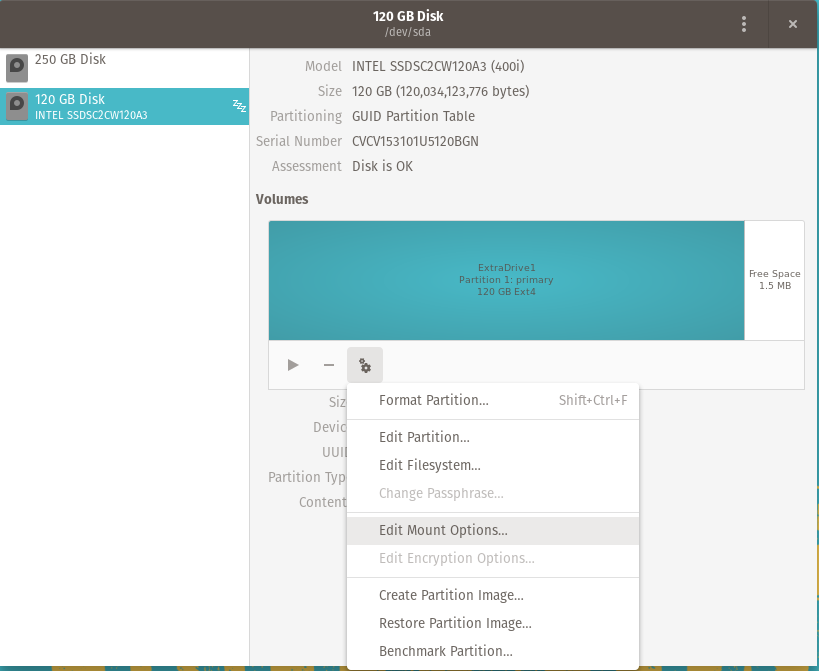 120 GB Disk
/dev/sda
250 GB Disk
120 GB Disk
INTEL SSDSC2CW120A3
Model INTEL SSDSC2CW120A3 (400i)
Size 120 GB (120,034,123,776 bytes)
Partitioning GUID Partition Table
Serial Number CVCV153101U5120BGN
Assessment Disk is OK
Volumes
ExtraDrive1
Partition 1: primary
120 GB Ext4
Free Space
1.5 MB
Siz
Devic
UUID
Partition Typ
Content
Format Partition... Shift+Ctrl+F
Edit Partition...
Edit Filesystem...
Change Passphrase...
Edit Mount Options...
Edit Encryption Options...
Create Partition Image...
Restore Partition Image...
Benchmark Partition...